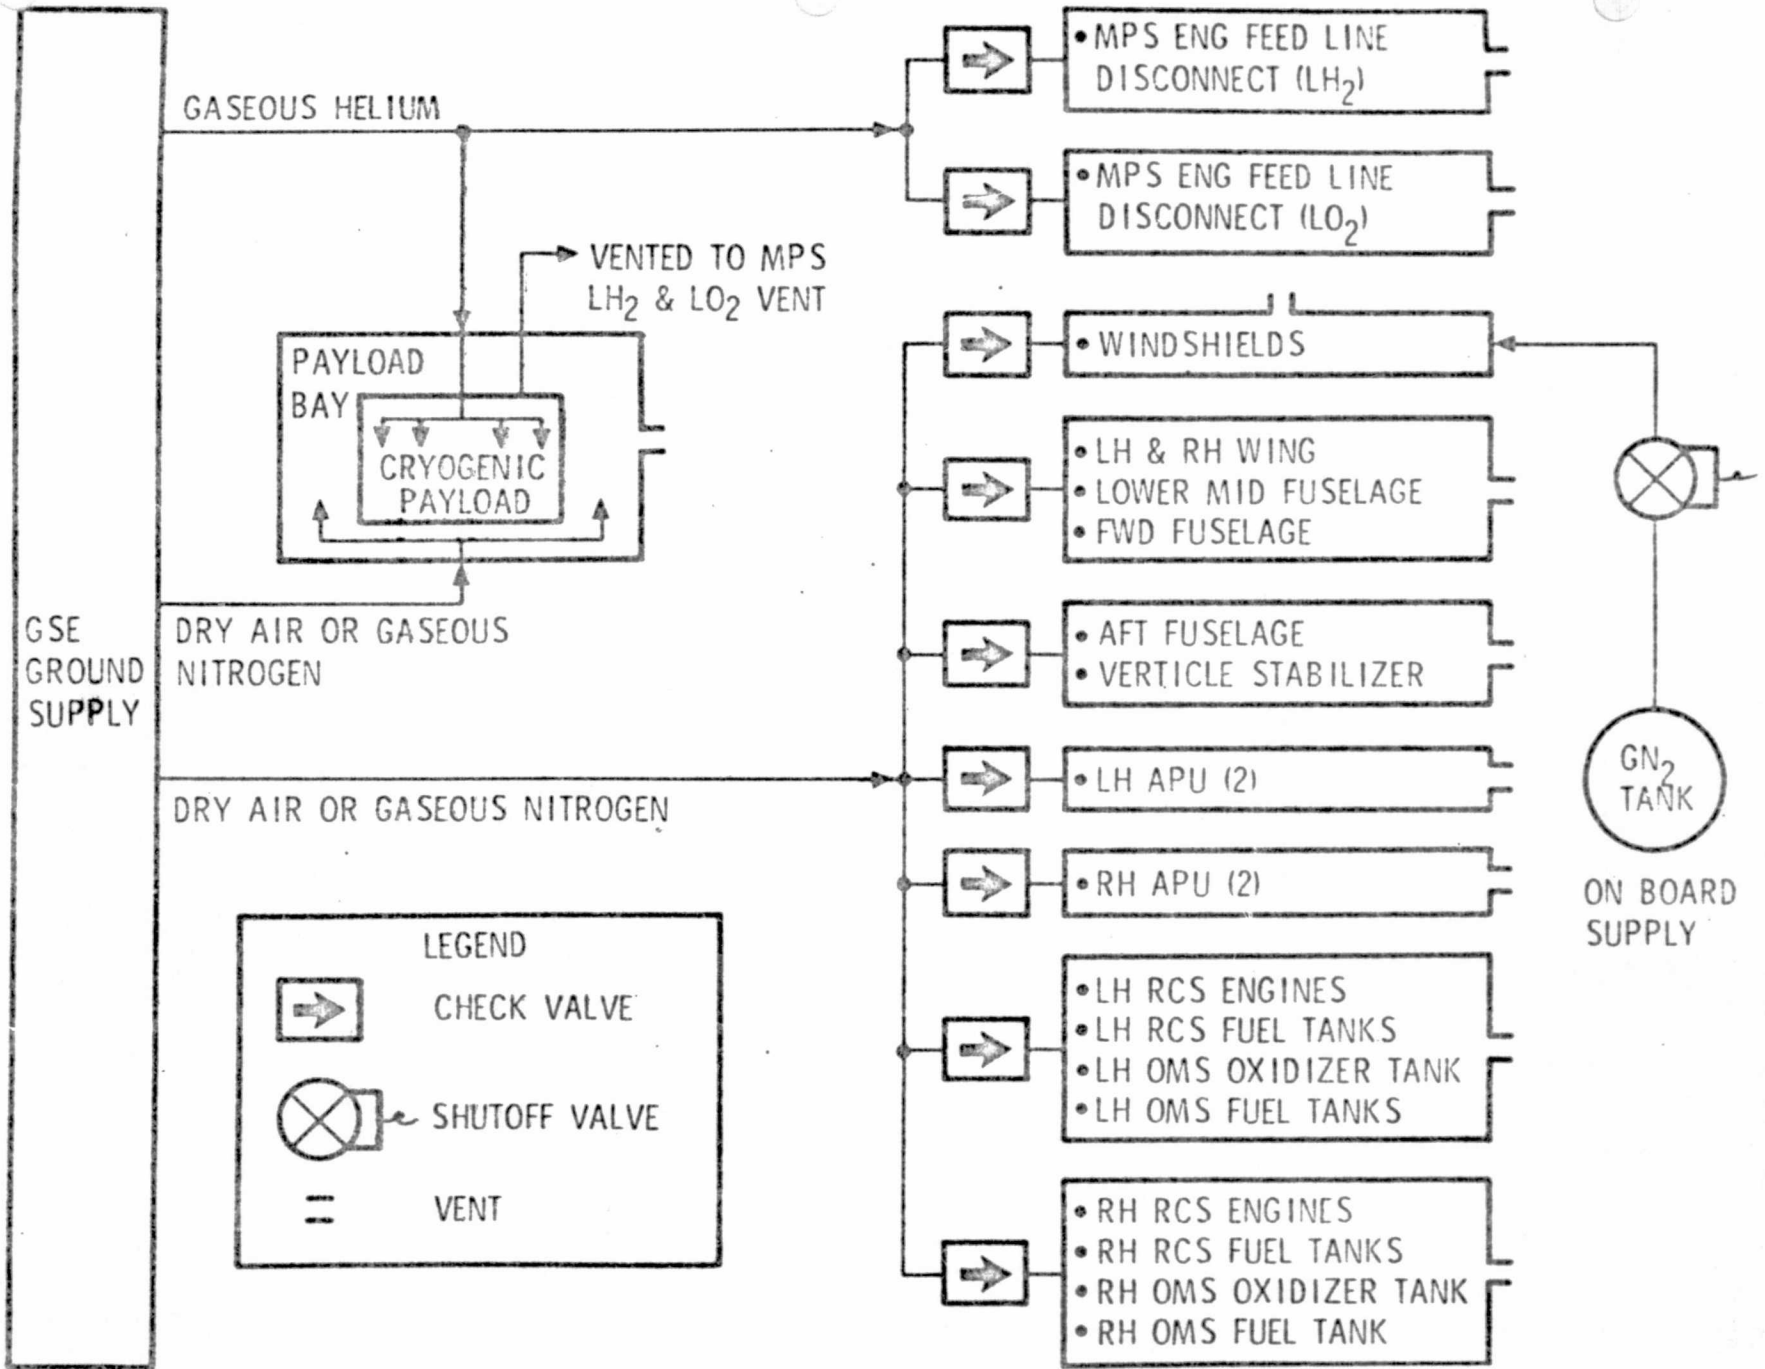 GASEOUS HELIUM
• MPS ENG FEED LINE
DISCONNECT (LH2)
• MPS ENG FEED LINE
DISCONNECT (LO2)
VENTED TO MPS
LH2 & LO2 VENT
PAYLOAD
BAY
CRYOGENIC
PAYLOAD
• WINDSHIELDS
• LH & RH WING
• LOWER MID FUSELAGE
• FWD FUSELAGE
GSE
GROUND
SUPPLY
DRY AIR OR GASEOUS
NITROGEN
• AFT FUSELAGE
• VERTICLE STABILIZER
DRY AIR OR GASEOUS NITROGEN
• LH APU (2)
• RH APU (2)
GN2
TANK
ON BOARD
SUPPLY
LEGEND
CHECK VALVE
SHUTOFF VALVE
VENT
• LH RCS ENGINES
• LH RCS FUEL TANKS
• LH OMS OXIDIZER TANK
• LH OMS FUEL TANKS
• RH RCS ENGINES
• RH RCS FUEL TANKS
• RH OMS OXIDIZER TANK
• RH OMS FUEL TANK